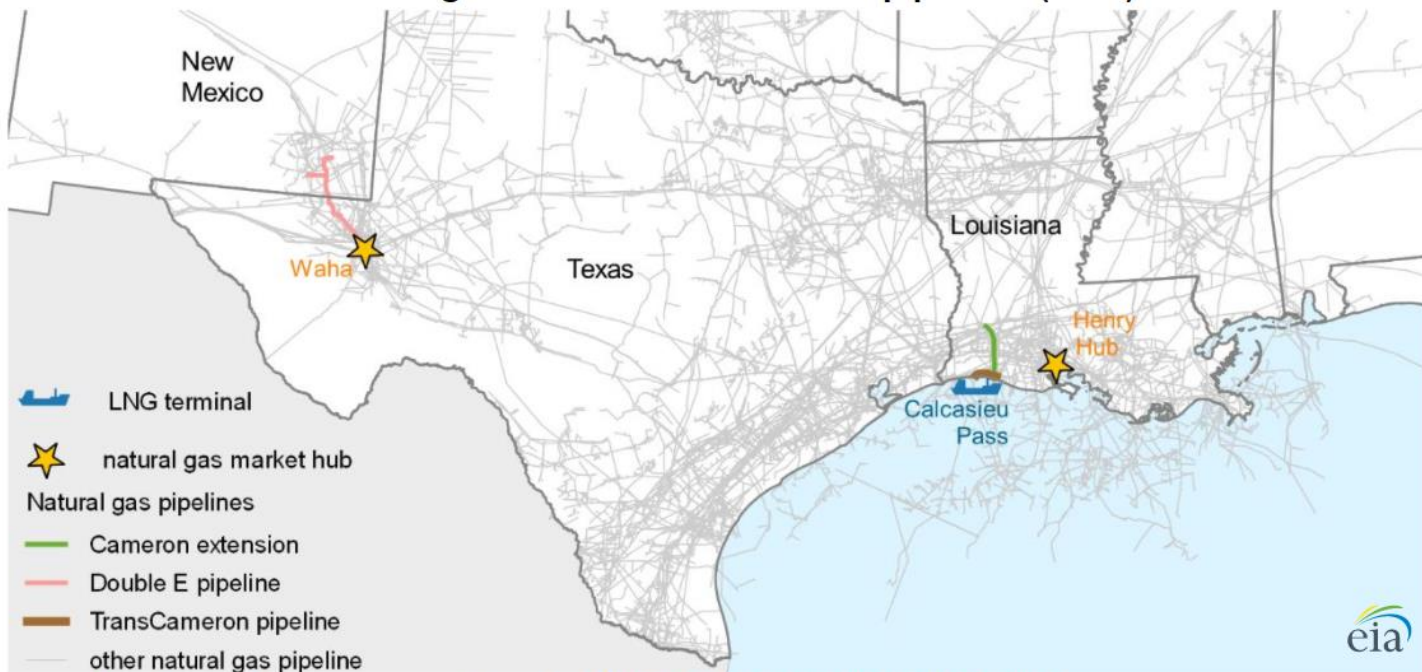 New
Mexico
Waha
Texas
Louisiana
Henry
Hub
Calcasieu
Pass
LNG terminal
natural gas market hub
Natural gas pipelines
Cameron extension
Double E pipeline
TransCameron pipeline
other natural gas pipeline
eia